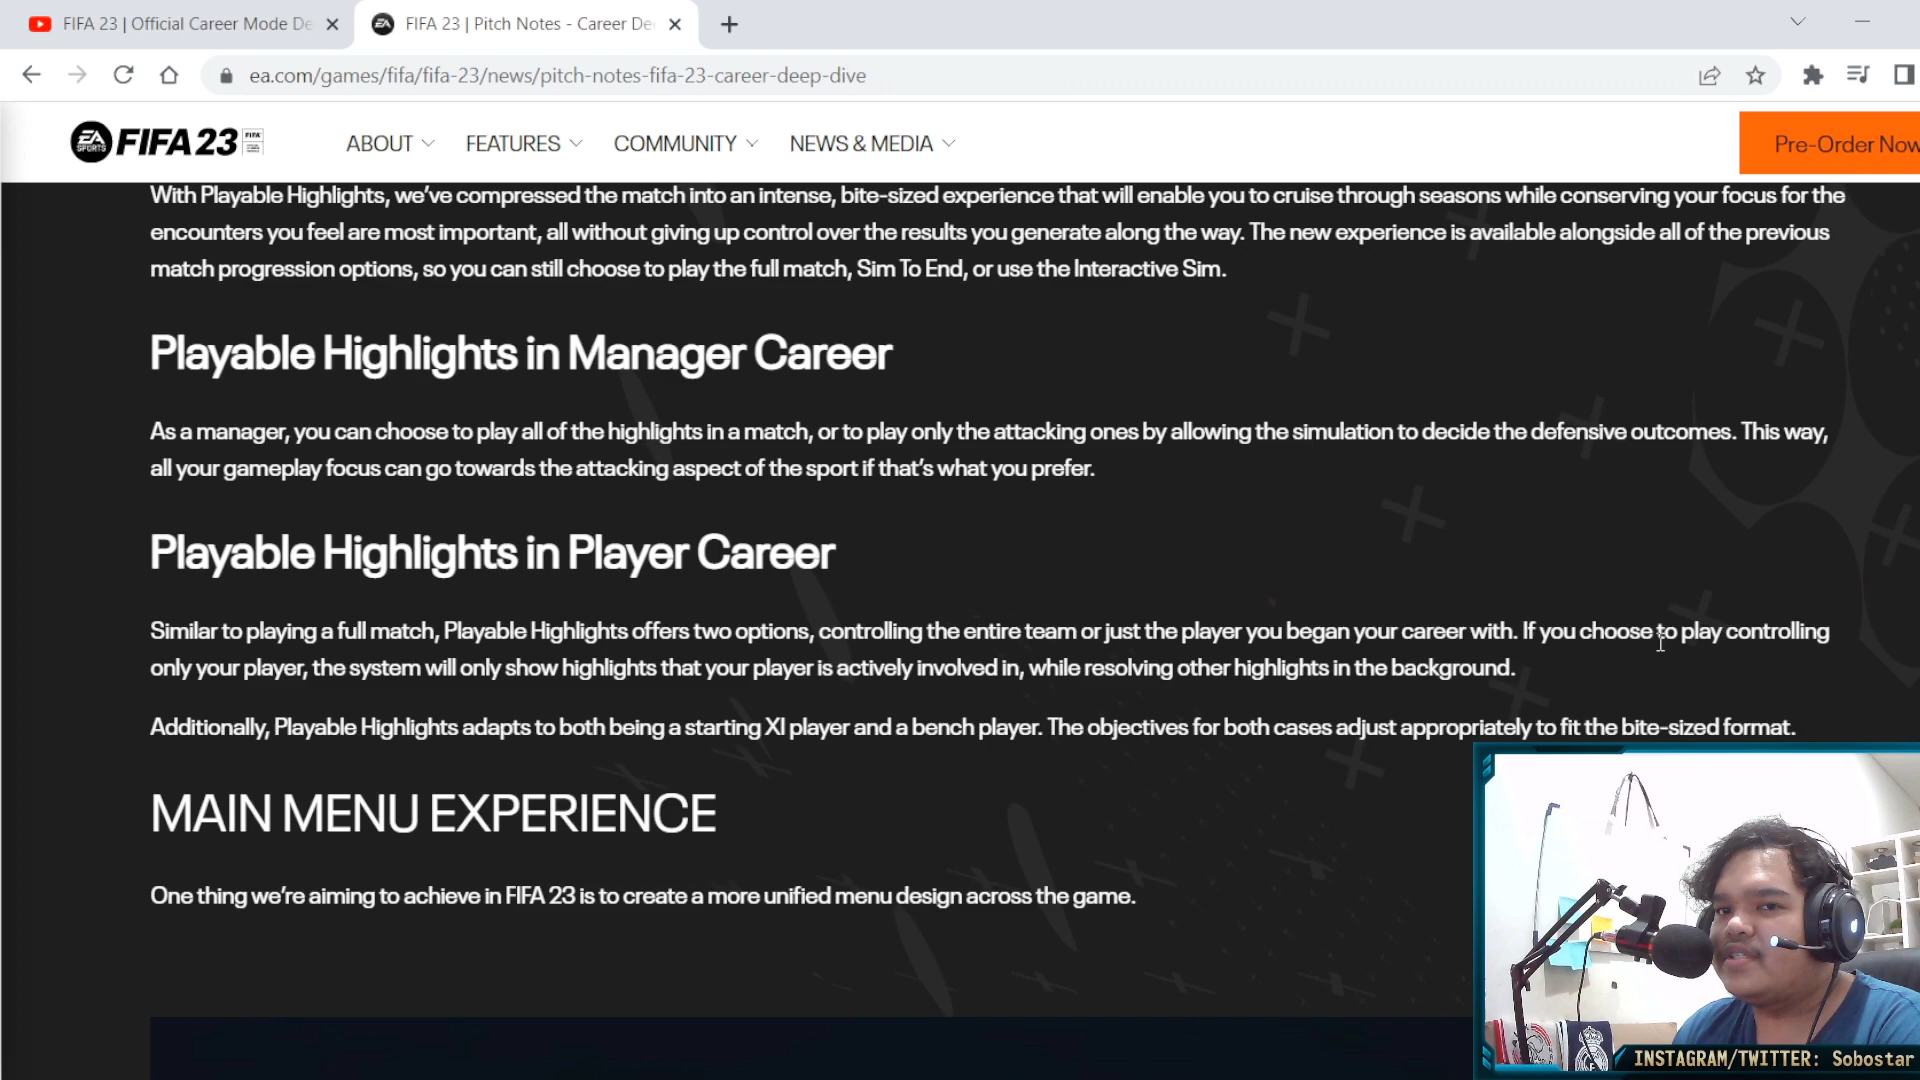 FIFA 23 | Official Career Mode De
FIFA 23 | Pitch Notes - Career De
ea.com/games/fifa/fifa-23/news/pitch-notes-fifa-23-career-deep-dive
EA SPORTS FIFA 23 FIFA
ABOUT
FEATURES
COMMUNITY
NEWS & MEDIA
Pre-Order Now
With Playable Highlights, we’ve compressed the match into an intense, bite-sized experience that will enable you to cruise through seasons while conserving your focus for the
encounters you feel are most important, all without giving up control over the results you generate along the way. The new experience is available alongside all of the previous
match progression options, so you can still choose to play the full match, Sim To End, or use the Interactive Sim.
Playable Highlights in Manager Career
As a manager, you can choose to play all of the highlights in a match, or to play only the attacking ones by allowing the simulation to decide the defensive outcomes. This way,
all your gameplay focus can go towards the attacking aspect of the sport if that’s what you prefer.
Playable Highlights in Player Career
Similar to playing a full match, Playable Highlights offers two options, controlling the entire team or just the player you began your career with. If you choose to play controlling
only your player, the system will only show highlights that your player is actively involved in, while resolving other highlights in the background.
Additionally, Playable Highlights adapts to both being a starting XI player and a bench player. The objectives for both cases adjust appropriately to fit the bite-sized format.
MAIN MENU EXPERIENCE
One thing we’re aiming to achieve in FIFA 23 is to create a more unified menu design across the game.
INSTAGRAM/TWITTER: Sobostar